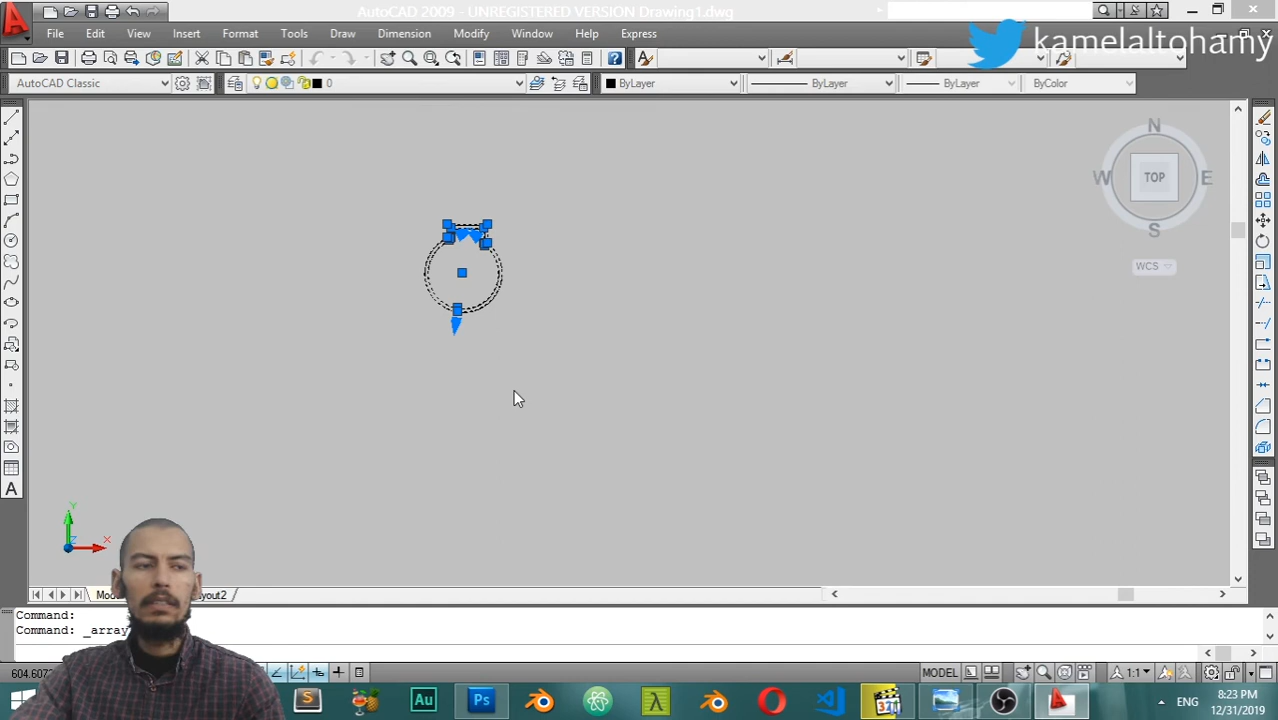 AutoCAD 2009 - UNREGISTERED VERSION Drawing1.dwg
File Edit View Insert Format Tools Draw Dimension Modify Window Help Express
kamelaltohamy
AutoCAD Classic
0
ByLayer
ByLayer
ByLayer
ByColor
N
W TOP E
S
WCS
Y
Z X
Command:
Command: _array
MODEL
1:1
Au Ps
ENG
8:23 PM
12/31/2019